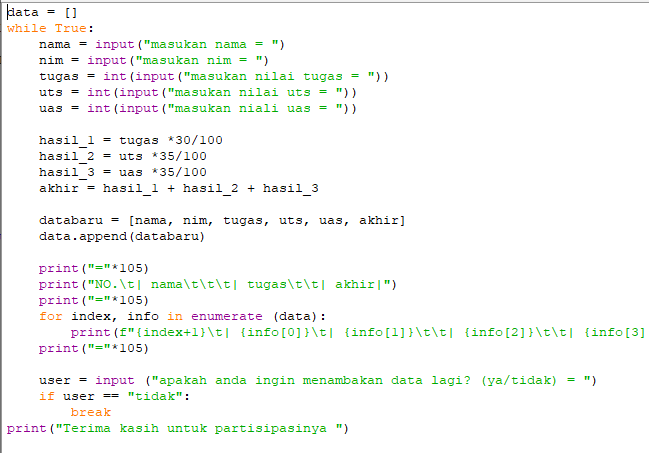 data = []
while True:
    nama = input("masukan nama = ")
    nim = input("masukan nim = ")
    tugas = int(input("masukan nilai tugas = "))
    uts = int(input("masukan nilai uts = "))
    uas = int(input("masukan niali uas = "))

    hasil_1 = tugas *30/100
    hasil_2 = uts *35/100
    hasil_3 = uas *35/100
    akhir = hasil_1 + hasil_2 + hasil_3

    databaru = [nama, nim, tugas, uts, uas, akhir]
    data.append(databaru)

    print("="*105)
    print("NO.\t| nama\t\t\t| tugas\t\t| akhir|")
    print("="*105)
    for index, info in enumerate (data):
        print(f"{index+1}\t| {info[0]}\t| {info[1]}\t\t| {info[2]}\t\t| {info[3]
    print("="*105)

    user = input ("apakah anda ingin menambakan data lagi? (ya/tidak) = ")
    if user == "tidak":
        break
print("Terima kasih untuk partisipasinya ")